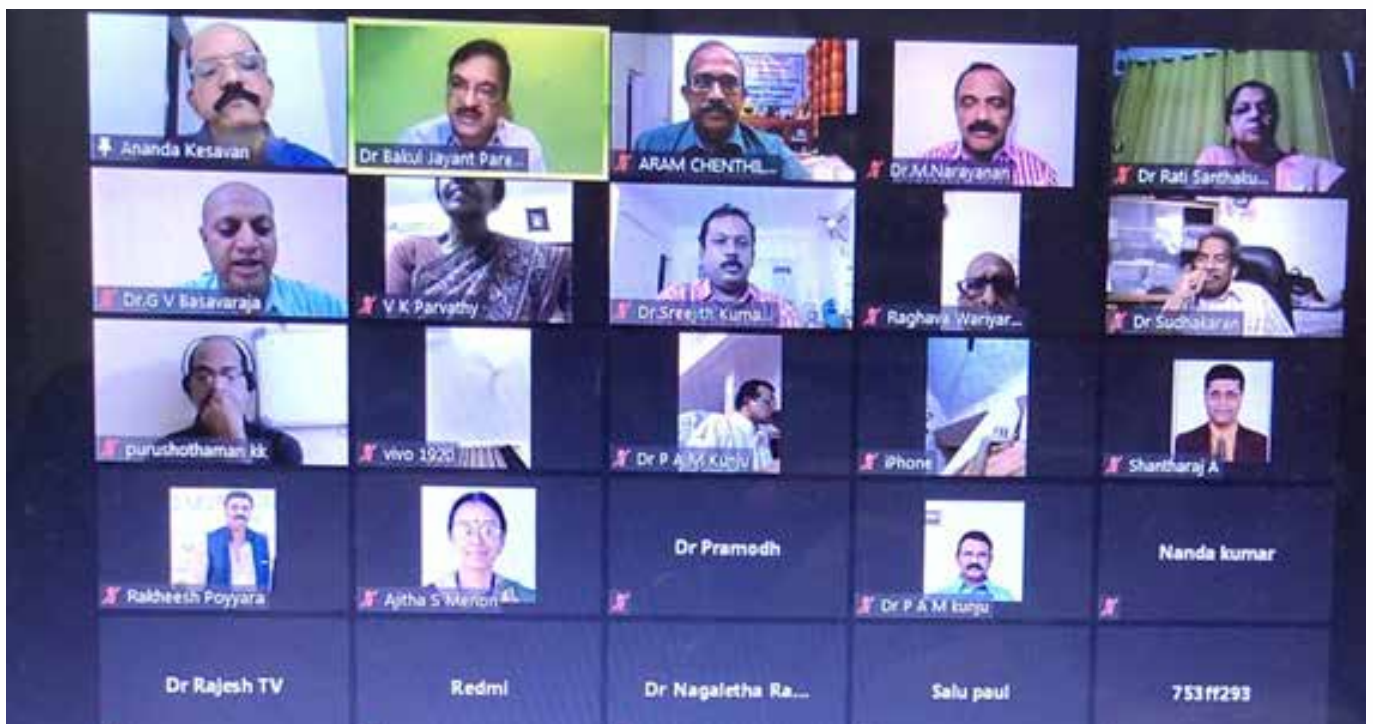 Ananda Kesavan
Dr Bakul Jayant Pare...
ARAM CHENTHIL...
Dr.M.Narayanan
Dr Rati Santhaku...
Dr.G V Basavaraja
V K Parvathy
Dr.Sreejith Kuma...
Raghava Wariyar...
Dr Sudhakaran
purushothaman kk
vivo 1920
Dr P A M Kunju
iPhone
Shantharaj A
Rakheesh Poyyara
Ajitha S Menon
Dr Pramodh
Dr P A M kunju
Nanda kumar
Dr Rajesh TV
Redmi
Dr Nagaletha Ra...
Salu paul
753ff293